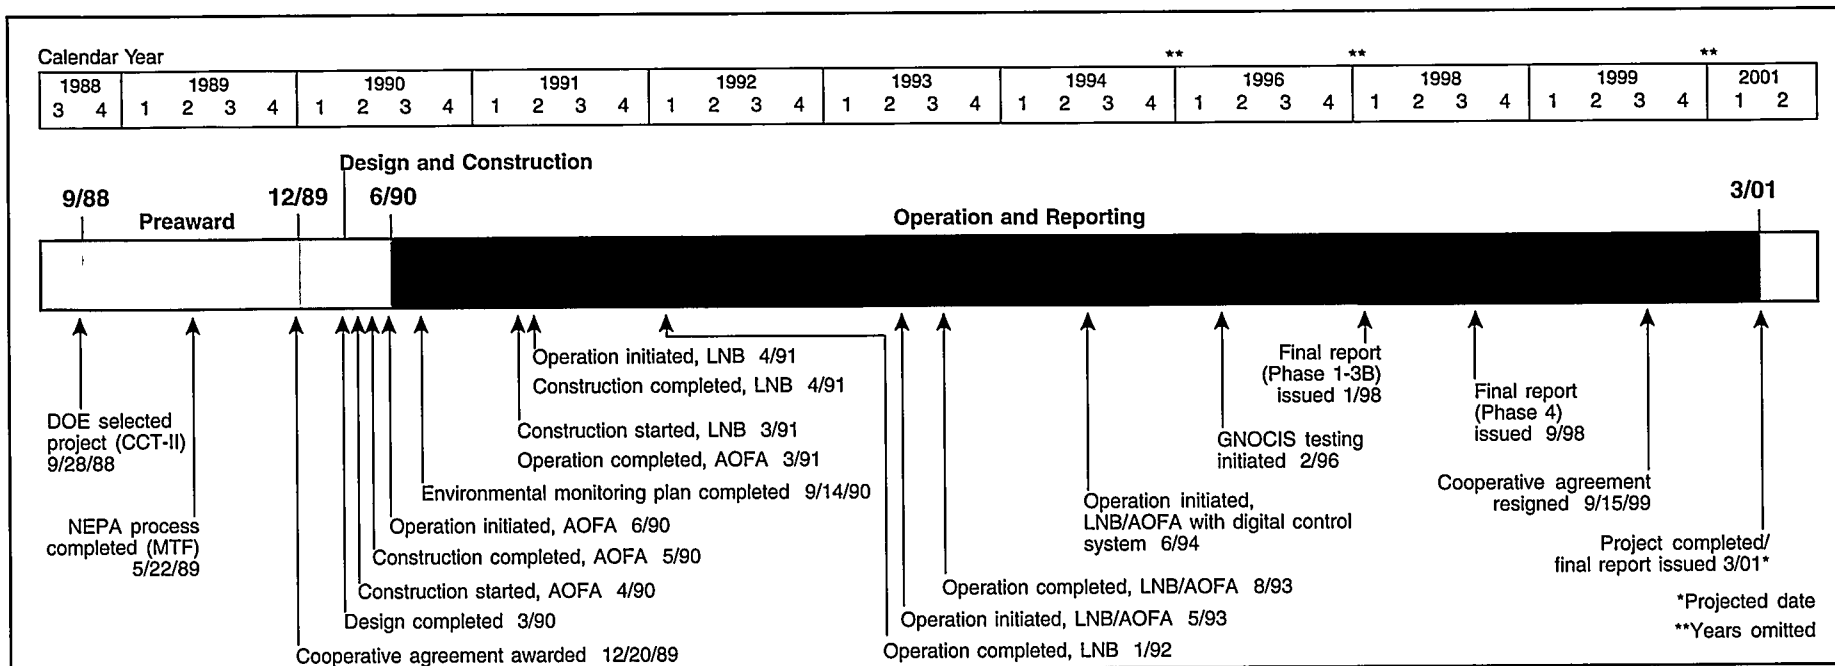 Calendar Year
** ** **
1988 1989 1990 1991 1992 1993 1994 1996 1998 1999 2001
3 4 1 2 3 4 1 2 3 4 1 2 3 4 1 2 3 4 1 2 3 4 1 2 3 4 1 2 3 4 1 2 3 4 1 2 3 4 1 2
Design and Construction
9/88 12/89 6/90 3/01
Preaward Operation and Reporting
DOE selected
project (CCT-II)
9/28/88
NEPA process
completed (MTF)
5/22/89
Operation initiated, LNB 4/91
Construction completed, LNB 4/91
Construction started, LNB 3/91
Operation completed, AOFA 3/91
Environmental monitoring plan completed 9/14/90
Operation initiated, AOFA 6/90
Construction completed, AOFA 5/90
Construction started, AOFA 4/90
Design completed 3/90
Cooperative agreement awarded 12/20/89
Operation completed, LNB/AOFA 8/93
Operation initiated, LNB/AOFA 5/93
Operation completed, LNB 1/92
Operation initiated,
LNB/AOFA with digital control
system 6/94
GNOCIS testing
initiated 2/96
Final report
(Phase 1-3B)
issued 1/98
Final report
(Phase 4)
issued 9/98
Cooperative agreement
resigned 9/15/99
Project completed/
final report issued 3/01*
*Projected date
**Years omitted